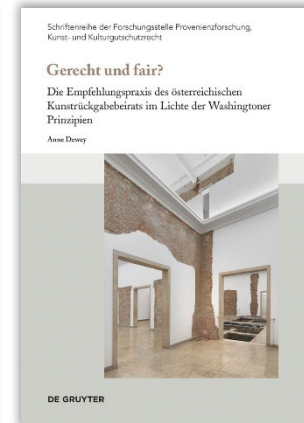 Schriftenreihe der Forschungsstelle Provenienzforschung,
Kunst- und Kulturgutschutzrecht
Gerecht und fair?
Die Empfehlungspraxis des österreichischen
Kunstrückgabebeirats im Lichte der Washingtoner
Prinzipien
Anne Dewey
DE GRUYTER